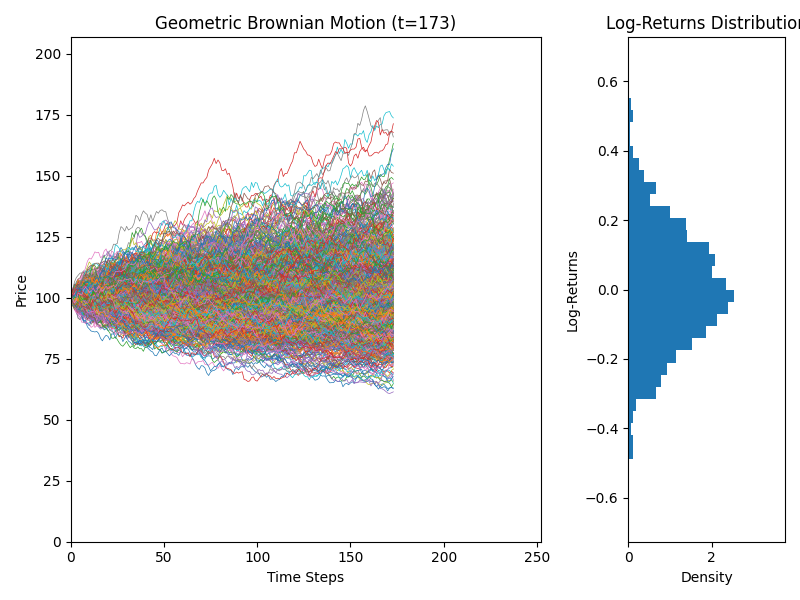 Geometric Brownian Motion (t=173)
Log-Returns Distribution
200
175
150
125
100
75
50
25
0
Price
0 50 100 150 200 250
Time Steps
0.6
0.4
0.2
0.0
−0.2
−0.4
−0.6
Log-Returns
0 2
Density